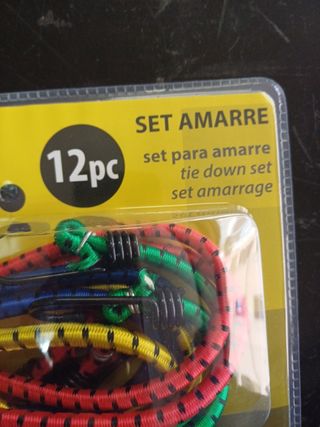 SET AMARRE
12pc
set para amarre
tie down set
set amarrage